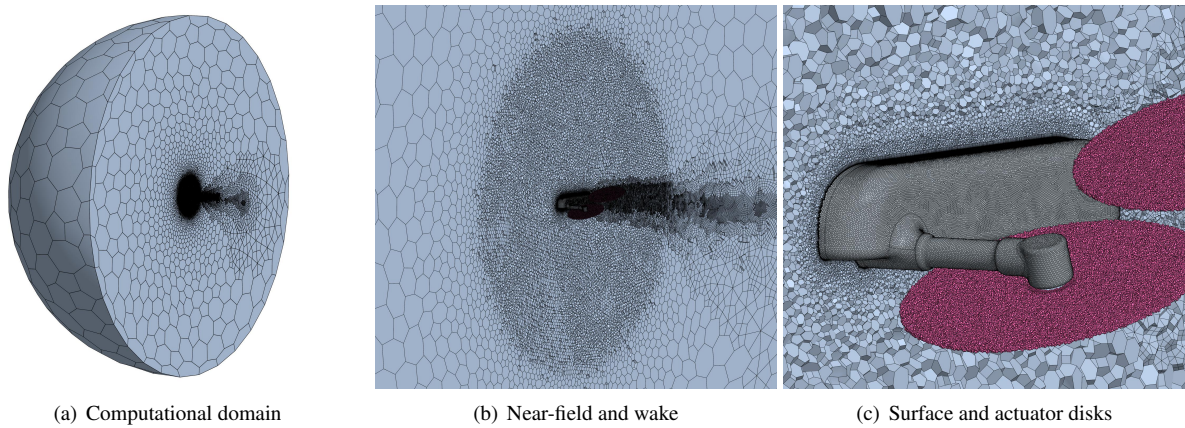 (a) Computational domain
(b) Near-field and wake
(c) Surface and actuator disks